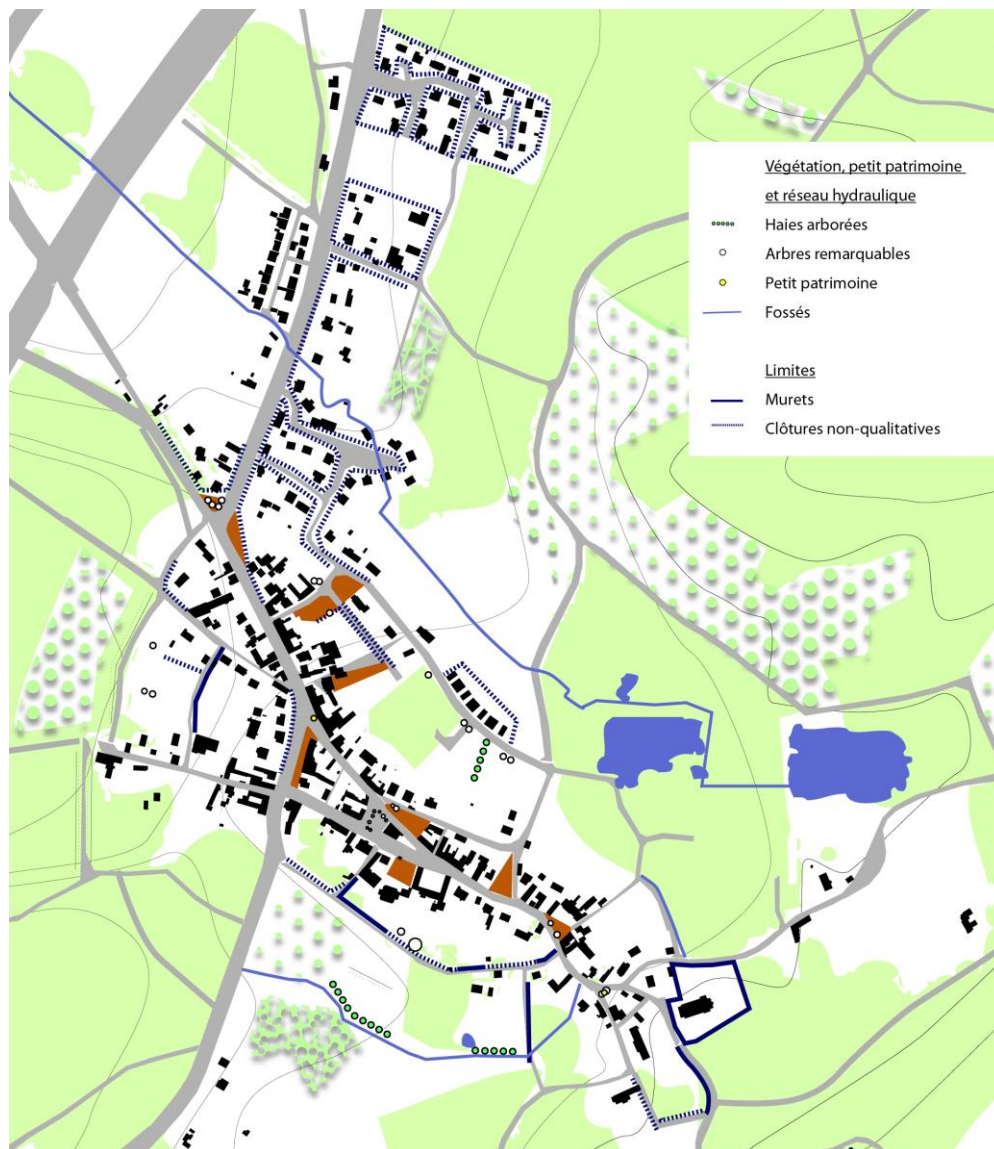 Végétation, petit patrimoine
et réseau hydraulique
Haies arborées
Arbres remarquables
Petit patrimoine
Fossés
Limites
Murets
Clôtures non-qualitatives